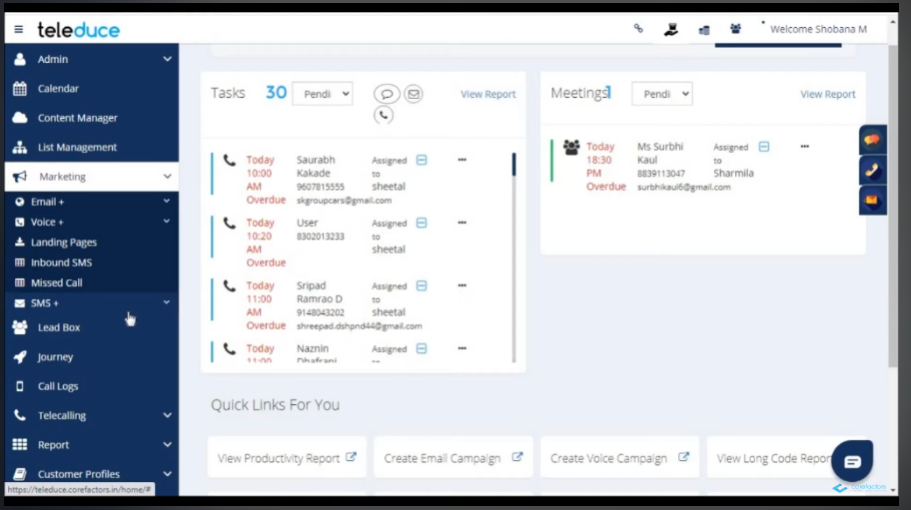 teleduce
Welcome Shobana M
Admin
Calendar
Content Manager
List Management
Marketing
Email +
Voice +
Landing Pages
Inbound SMS
Missed Call
SMS +
Lead Box
Journey
Call Logs
Telecalling
Report
Customer Profiles
https://teleduce.corefactors.in/home/#
Tasks 30 Pendi View Report
Today 10:00 AM Overdue
Saurabh Kakade
9607815555
skgroupcars@gmail.com
Assigned to sheetal
Today 10:20 AM Overdue
User
8302013233
Assigned to sheetal
Today 11:00 AM Overdue
Sripad Ramrao D
9148043202
shreepad.dshpnd44@gmail.com
Assigned to sheetal
Today 11:00
Naznin Dhafrani
Assigned to
Meetings 1 Pendi View Report
Today 18:30 PM Overdue
Ms Surbhi Kaul
8839113047
surbhikaul6@gmail.com
Assigned to Sharmila
Quick Links For You
View Productivity Report
Create Email Campaign
Create Voice Campaign
View Long Code Repor
corefactors